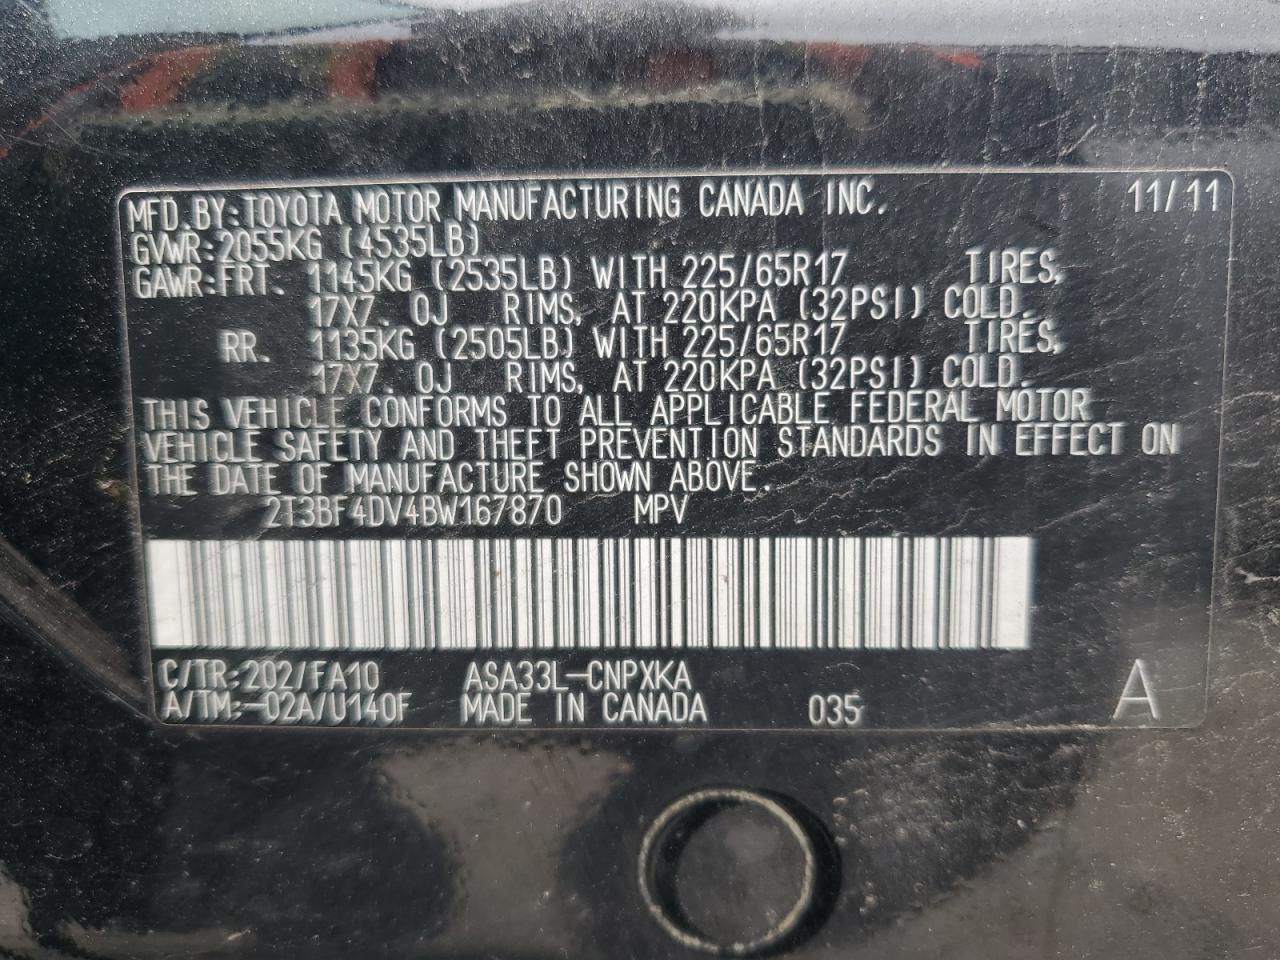 MFD. BY: TOYOTA MOTOR MANUFACTURING CANADA INC. 11/11
GVWR: 2055KG (4535LB)
GAWR: FRT. 1145KG (2535LB) WITH 225/65R17 TIRES,
17X7. 0J RIMS, AT 220KPA (32PSI) COLD.
RR. 1135KG (2505LB) WITH 225/65R17 TIRES,
17X7. 0J RIMS, AT 220KPA (32PSI) COLD.
THIS VEHICLE CONFORMS TO ALL APPLICABLE FEDERAL MOTOR
VEHICLE SAFETY AND THEFT PREVENTION STANDARDS IN EFFECT ON
THE DATE OF MANUFACTURE SHOWN ABOVE.
2T3BF4DV4BW167870 MPV
C/TR: 202/FA10 ASA33L-CNPXKA
A/TM: -02A/U140F MADE IN CANADA 035 A